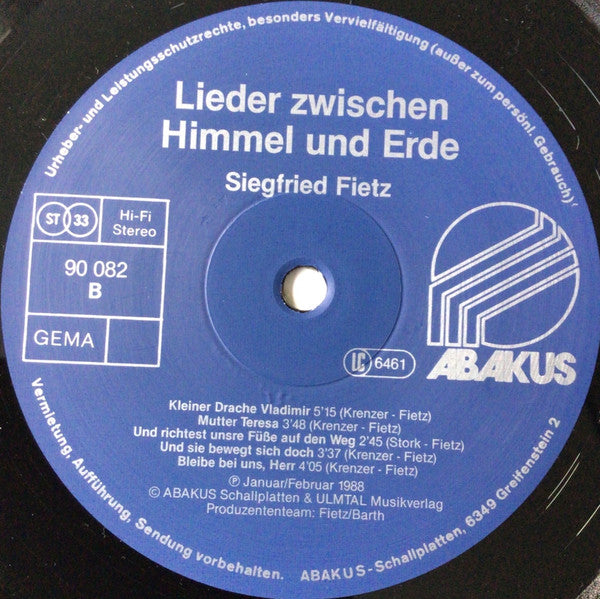 Urheber- und Leistungsschutzrechte, besonders Vervielfältigung (außer zum persönl. Gebrauch)
Lieder zwischen
Himmel und Erde
Siegfried Fietz
ST 33
Hi-Fi
Stereo
90 082
B
GEMA
LC 6461
ABAKUS
Kleiner Drache Vladimir 5'15 (Krenzer - Fietz)
Mutter Teresa 3'48 (Krenzer - Fietz)
Und richtest unsre Füße auf den Weg 2'45 (Stork - Fietz)
Und sie bewegt sich doch 3'37 (Krenzer - Fietz)
Bleibe bei uns, Herr 4'05 (Krenzer - Fietz)
Ⓟ Januar/Februar 1988
© ABAKUS Schallplatten & ULMTAL Musikverlag
Produzententeam: Fietz/Barth
Vermietung, Aufführung, Sendung vorbehalten. ABAKUS-Schallplatten, 6349 Greifenstein 2